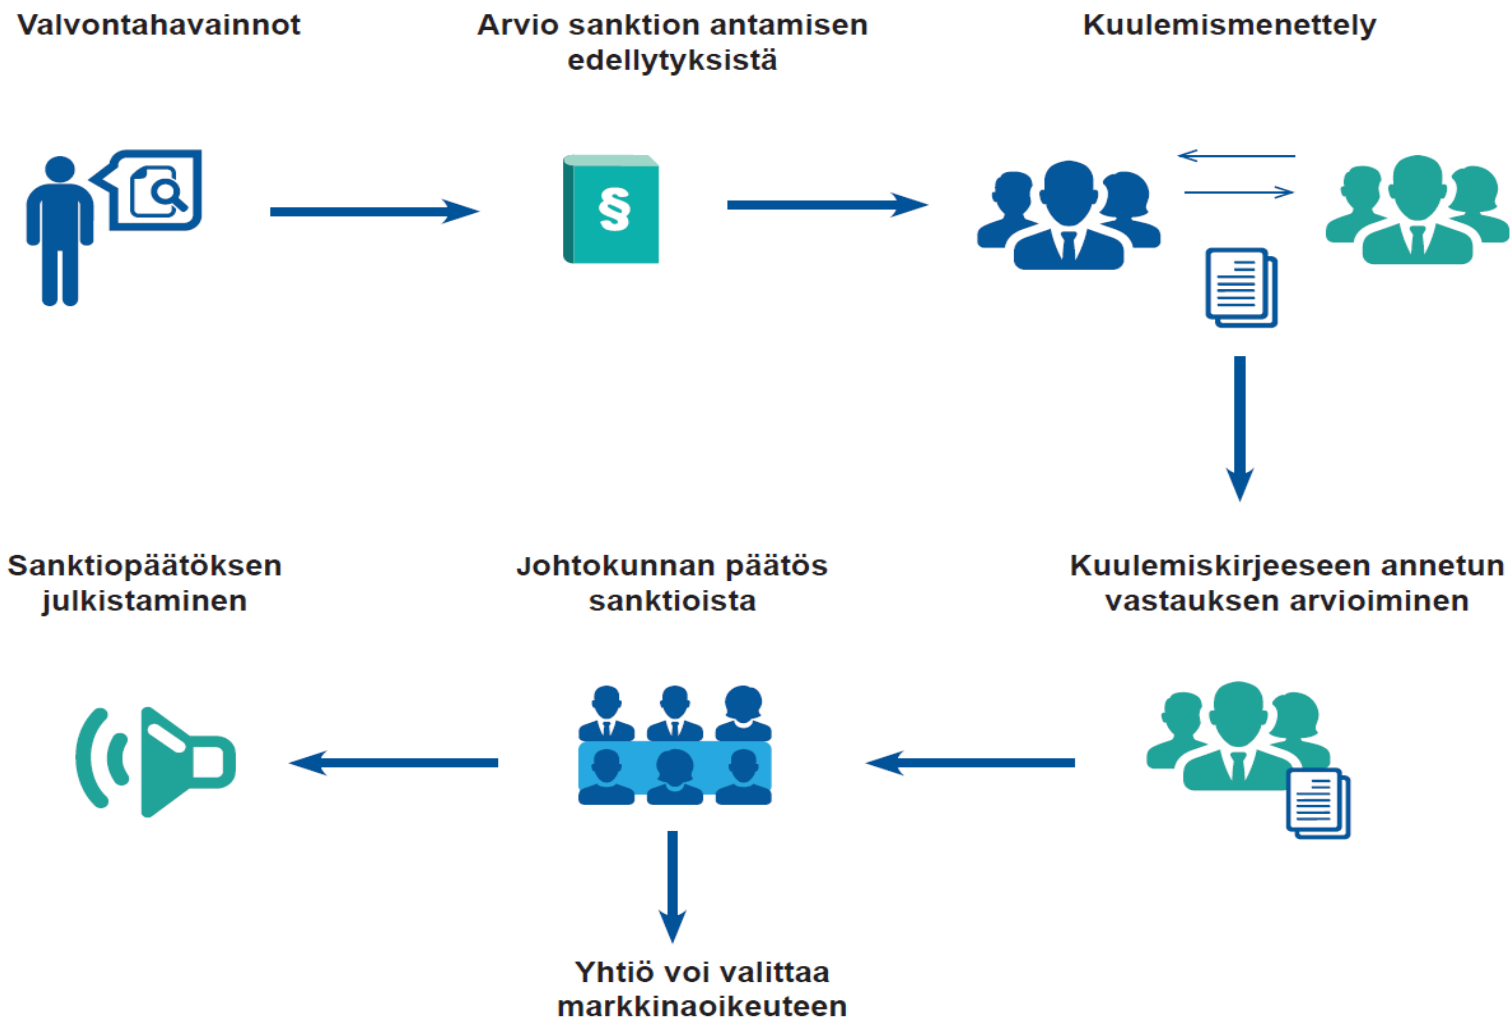 Valvontahavainnot
Arvio sanktion antamisen
edellytyksistä
Kuulemismenettely
§
Sanktiopäätöksen
julkistaminen
Johtokunnan päätös
sanktioista
Kuulemiskirjeeseen annetun
vastauksen arvioiminen
Yhtiö voi valittaa
markkinaoikeuteen